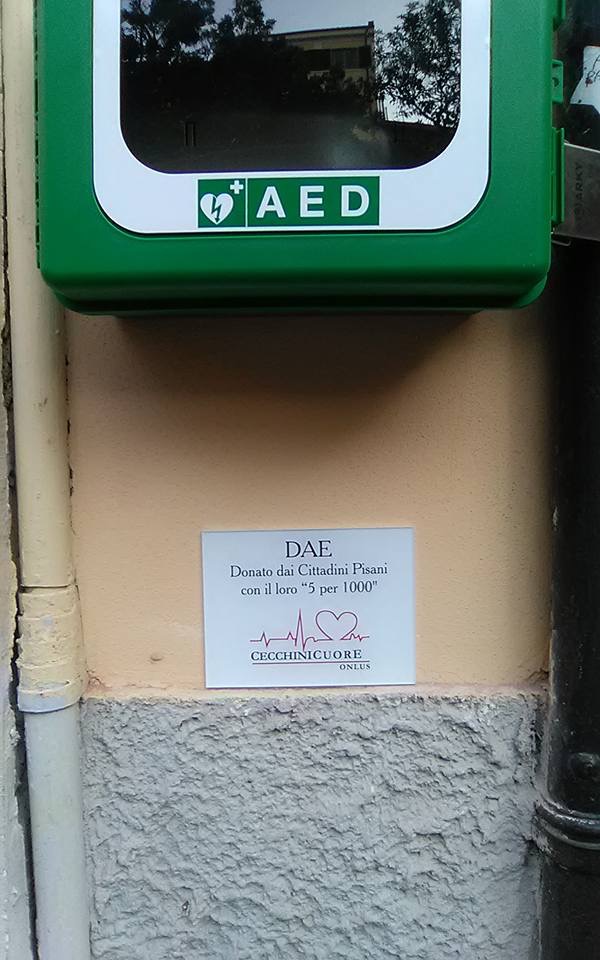 AED
DAE
Donato dai Cittadini Pisani
con il loro “5 per 1000"
CECCHINICUORE
ONLUS